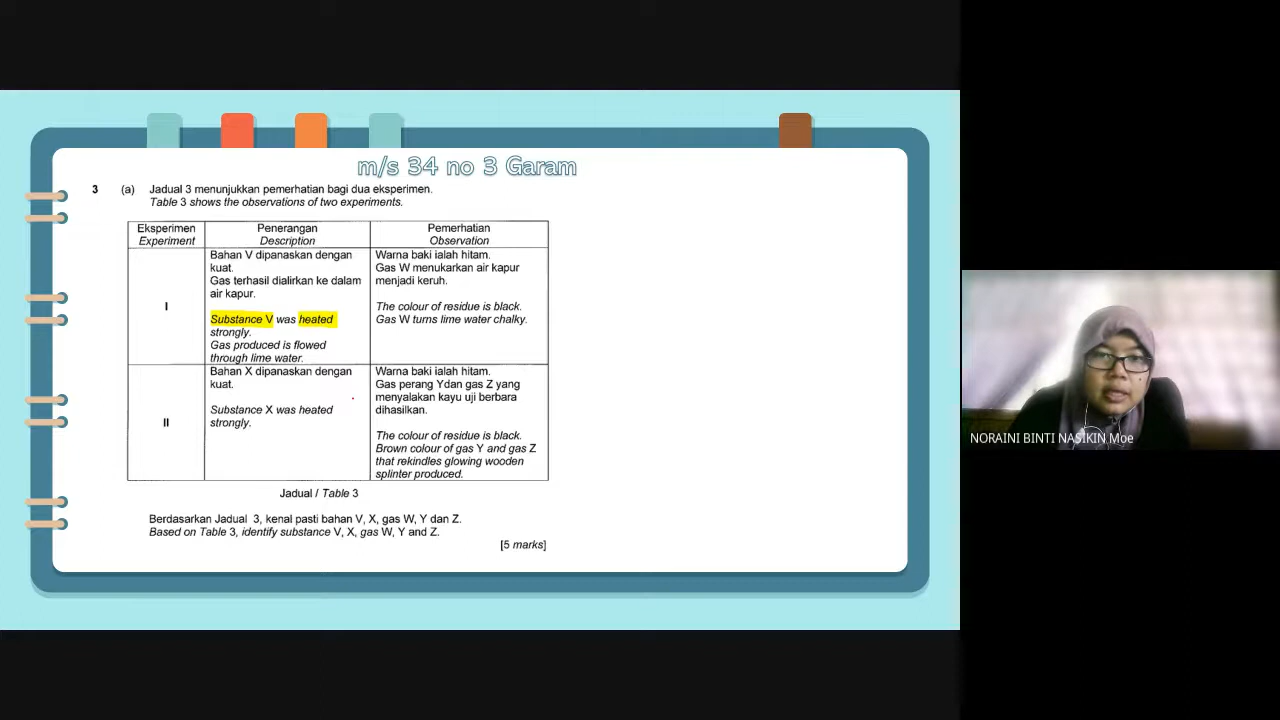 m/s 34 no 3 Garam
3 (a) Jadual 3 menunjukkan pemerhatian bagi dua eksperimen.
Table 3 shows the observations of two experiments.
Eksperimen
Experiment
Penerangan
Description
Pemerhatian
Observation
I
Bahan V dipanaskan dengan
kuat.
Gas terhasil dialirkan ke dalam
air kapur.
Substance V was heated
strongly.
Gas produced is flowed
through lime water.
Warna baki ialah hitam.
Gas W menukarkan air kapur
menjadi keruh.
The colour of residue is black.
Gas W turns lime water chalky.
II
Bahan X dipanaskan dengan
kuat.
Substance X was heated
strongly.
Warna baki ialah hitam.
Gas perang Ydan gas Z yang
menyalakan kayu uji berbara
dihasilkan.
The colour of residue is black.
Brown colour of gas Y and gas Z
that rekindles glowing wooden
splinter produced.
Jadual / Table 3
Berdasarkan Jadual 3, kenal pasti bahan V, X, gas W, Y dan Z.
Based on Table 3, identify substance V, X, gas W, Y and Z.
[5 marks]
NORAINI BINTI NASIKIN Moe